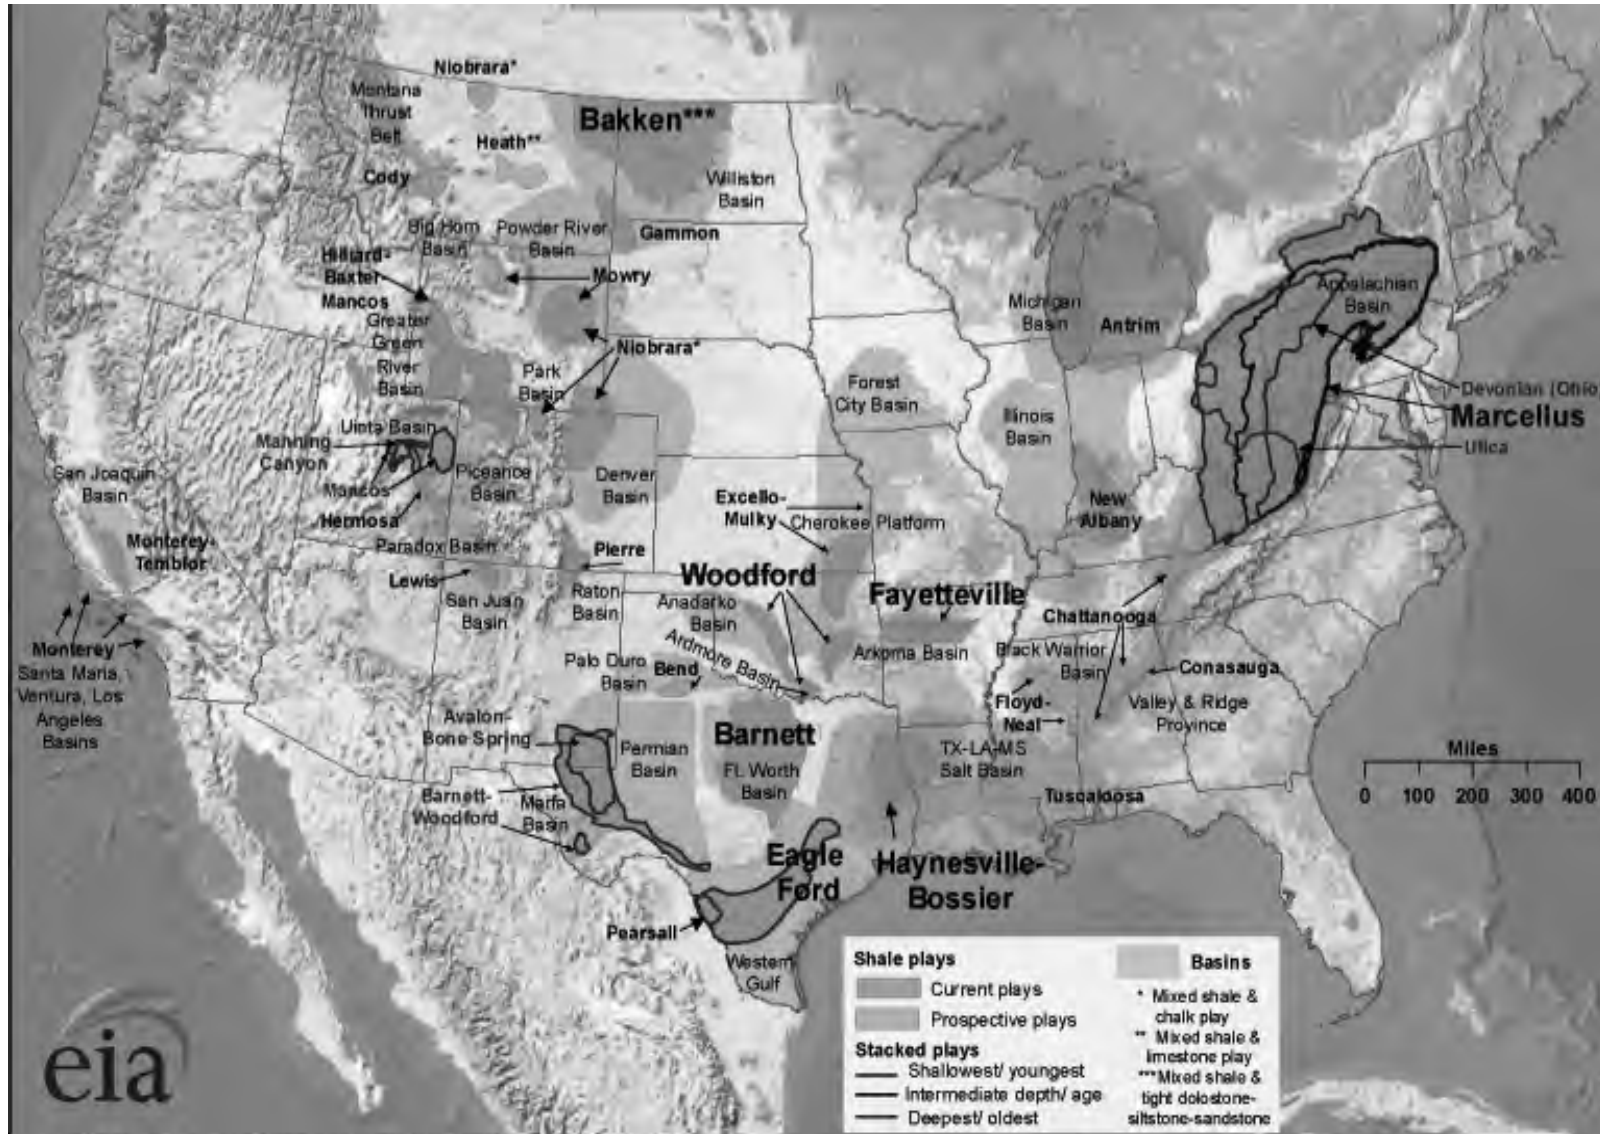 Niobrara*
Montana
Thrust
Belt
Bakken***
Heath**
Cody
Williston
Basin
Big Horn
Basin
Powder River
Basin
Gammon
Hilliard-
Baxter-
Mancos
Mowry
Greater
Green
River
Basin
Niobrara*
Park
Basin
Michigan
Basin
Antrim
Appalachian
Basin
Forest
City Basin
Illinois
Basin
Devonian (Ohio)
Marcellus
Utica
Uinta Basin
Manning
Canyon
Mancos
Piceance
Basin
Denver
Basin
San Joaquin
Basin
Hermosa
Excello-
Mulky
Cherokee Platform
New
Albany
Monterey-
Temblor
Paradox Basin
Pierre
Lewis
Woodford
Fayetteville
San Juan
Basin
Raton
Basin
Anadarko
Basin
Chattanooga
Monterey
Santa Maria,
Ventura, Los
Angeles
Basins
Ardmore Basin
Arkoma Basin
Black Warrior
Basin
Palo Duro
Basin
Bend
Conasauga
Floyd-
Neal
Valley & Ridge
Province
Avalon-
Bone Spring
Permian
Basin
Barnett
Ft. Worth
Basin
TX-LA-MS
Salt Basin
Miles
0 100 200 300 400
Tuscaloosa
Barnett-
Woodford
Marfa
Basin
Eagle
Ford
Haynesville-
Bossier
Pearsall
Western
Gulf
eia
Shale plays
Current plays
Prospective plays
Stacked plays
Shallowest/ youngest
Intermediate depth/ age
Deepest/ oldest
Basins
* Mixed shale &
chalk play
** Mixed shale &
limestone play
***Mixed shale &
tight dolostone-
siltstone-sandstone